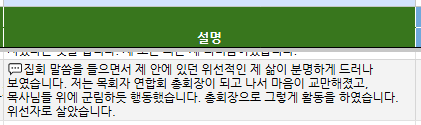 설명
💬집회 말씀을 들으면서 제 안에 있던 위선적인 제 삶이 분명하게 드러나
보였습니다. 저는 목회자 연합회 총회장이 되고 나서 마음이 교만해졌고,
목사님들 위에 군림하듯 행동했습니다. 총회장으로 그렇게 활동을 하였습니다.
위선자로 살았습니다.